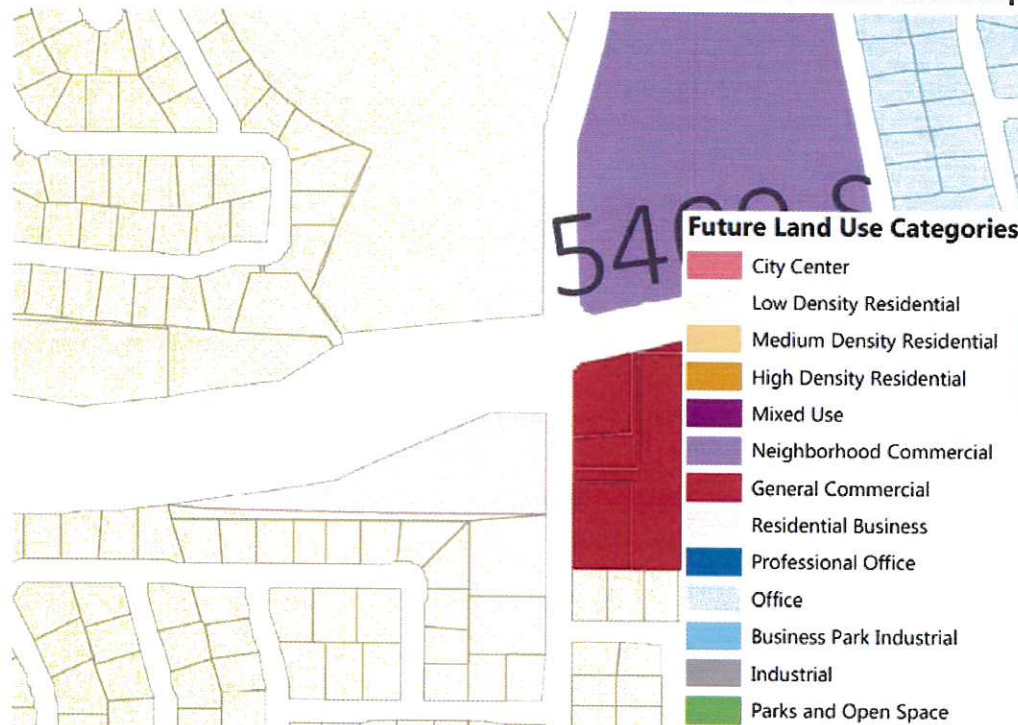 5400 S
Future Land Use Categories
City Center
Low Density Residential
Medium Density Residential
High Density Residential
Mixed Use
Neighborhood Commercial
General Commercial
Residential Business
Professional Office
Office
Business Park Industrial
Industrial
Parks and Open Space